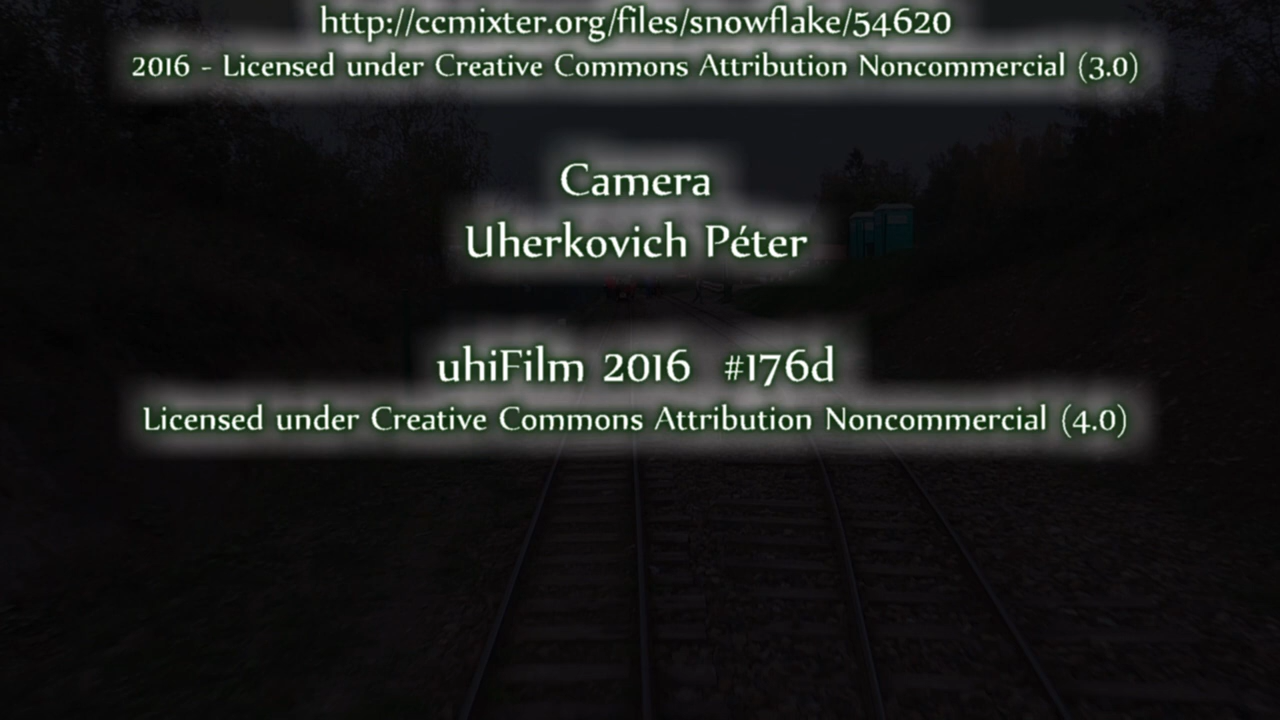 http://ccmixter.org/files/snowflake/54620
2016 - Licensed under Creative Commons Attribution Noncommercial (3.0)
Camera
Uherkovich Péter
uhiFilm 2016 #176d
Licensed under Creative Commons Attribution Noncommercial (4.0)